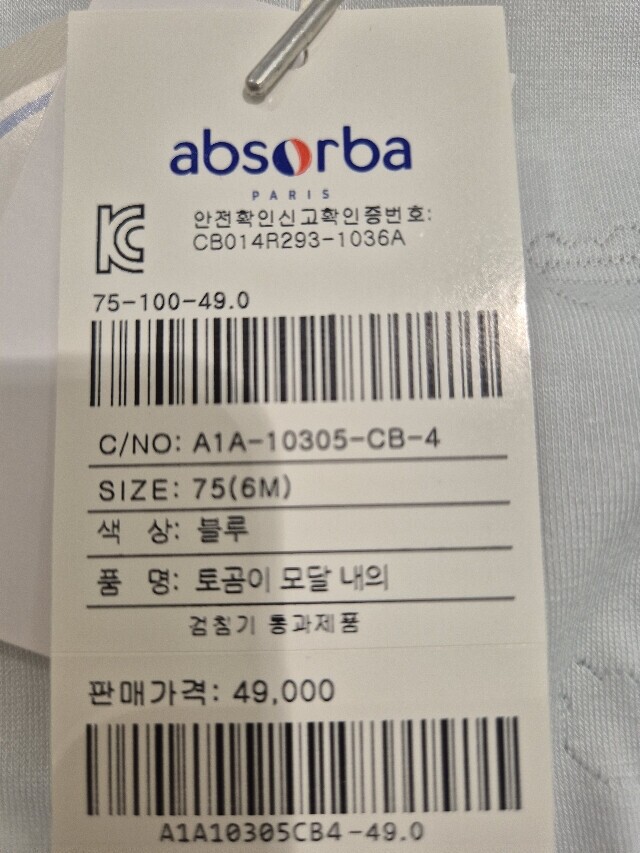 absorba
PARIS
안전확인신고확인증번호:
CB014R293-1036A
75-100-49.0
C/NO: A1A-10305-CB-4
SIZE: 75(6M)
색 상: 블루
품 명: 토곰이 모달 내의
검침기 통과제품
판매가격: 49,000
A1A10305CB4-49.0